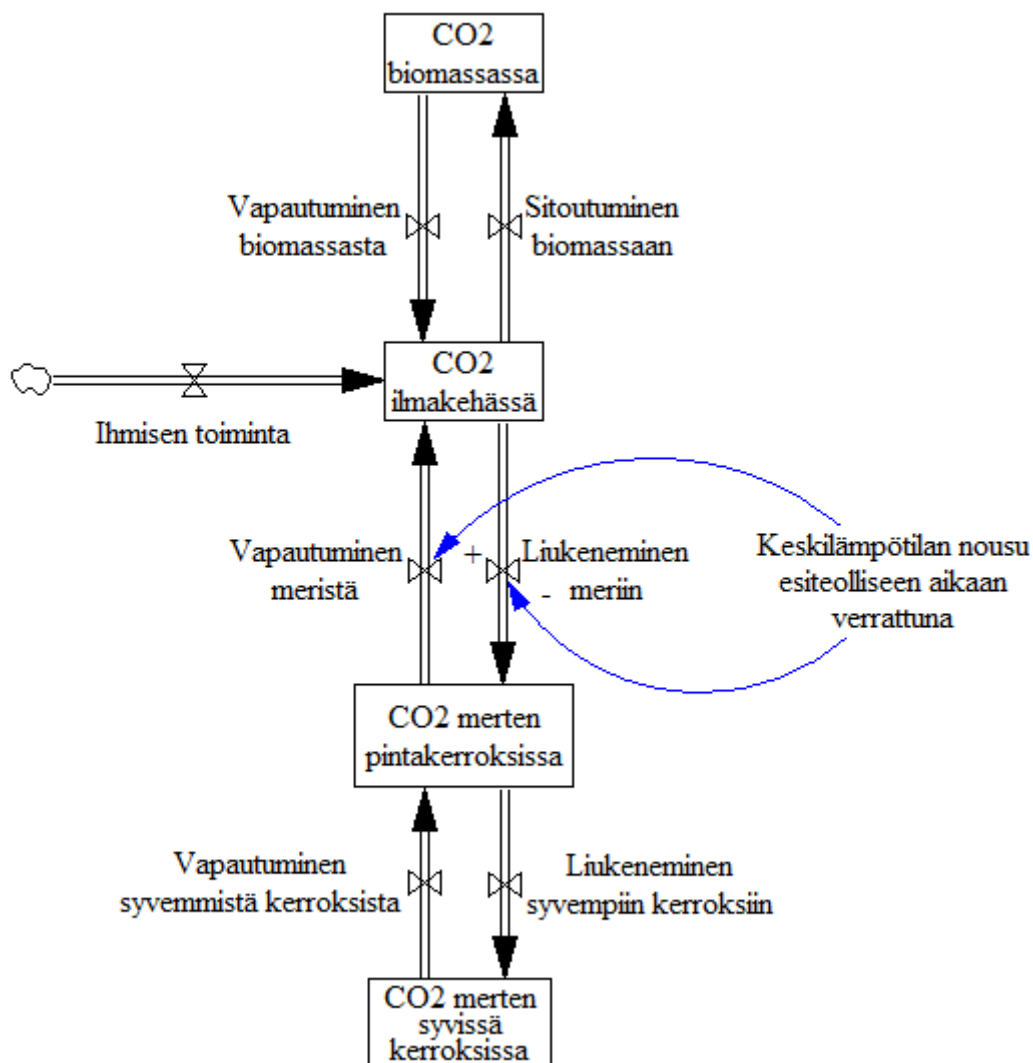 CO2
biomassassa
Vapautuminen
biomassasta
Sitoutuminen
biomassaan
CO2
ilmakehässä
Ihmisen toiminta
Vapautuminen
meristä
+
Liukeneminen
- meriin
Keskilämpötilan nousu
esiteolliseen aikaan
verrattuna
CO2 merten
pintakerroksissa
Vapautuminen
syvemmistä kerroksista
Liukeneminen
syvempiin kerroksiin
CO2 merten
syvissä
kerroksissa